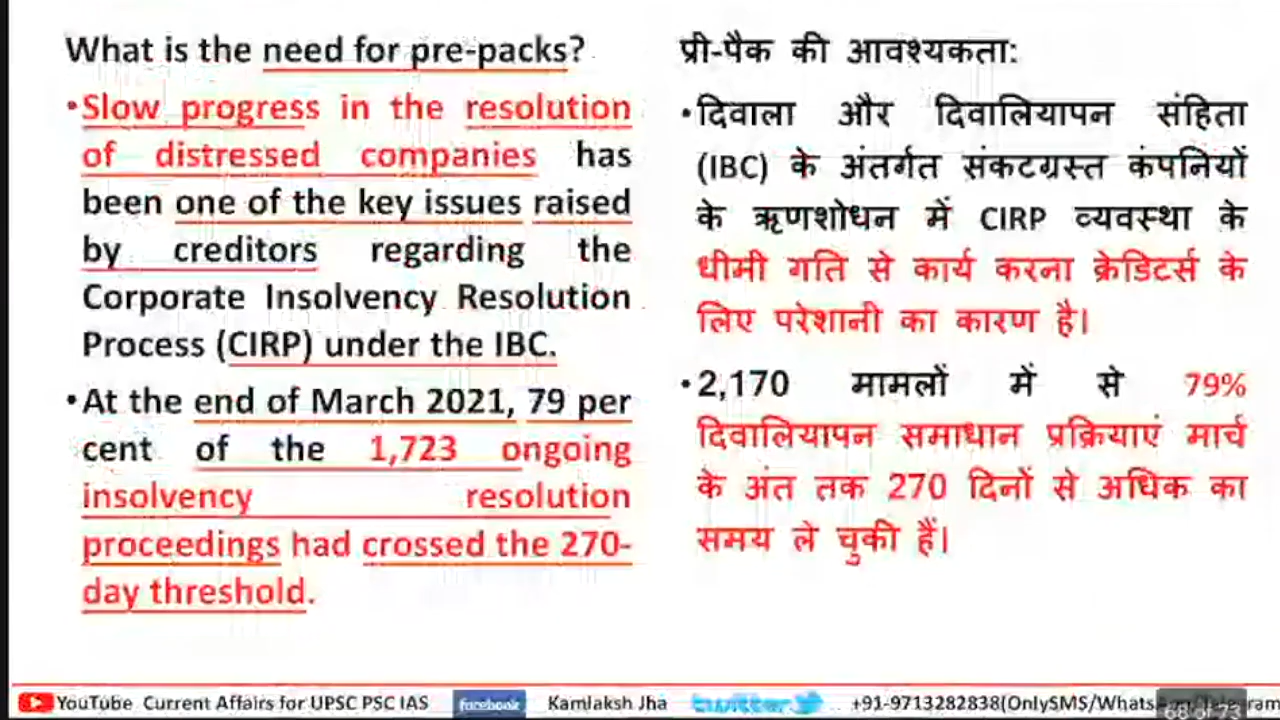 What is the need for pre-packs?
•Slow progress in the resolution
of distressed companies has
been one of the key issues raised
by creditors regarding the
Corporate Insolvency Resolution
Process (CIRP) under the IBC.
•At the end of March 2021, 79 per
cent of the 1,723 ongoing
insolvency resolution
proceedings had crossed the 270-
day threshold.
प्री-पैक की आवश्यकता:
•दिवाला और दिवालियापन संहिता
(IBC) के अंतर्गत संकटग्रस्त कंपनियों
के ऋणशोधन में CIRP व्यवस्था के
धीमी गति से कार्य करना क्रेडिटर्स के
लिए परेशानी का कारण है।
•2,170 मामलों में से 79%
दिवालियापन समाधान प्रक्रियाएं मार्च
के अंत तक 270 दिनों से अधिक का
समय ले चुकी हैं।
YouTube Current Affairs for UPSC PSC IAS facebook Kamlaksh Jha twitter +91-9713282838(OnlySMS/Whats
68 of 73